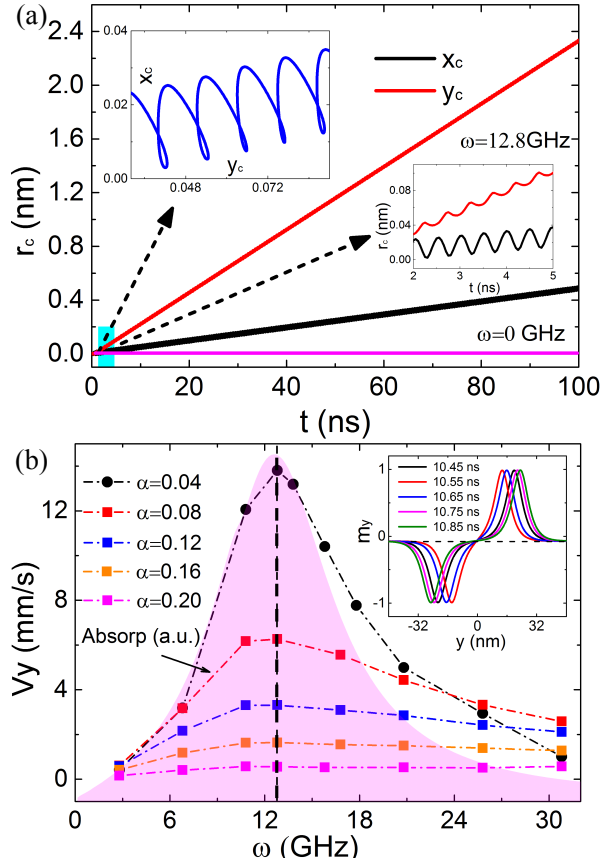 (a)
2.4
2.0
1.6
1.2
0.8
0.4
0.0
r_c (nm)
0.04
0.02
0.00
x_c
y_c
0.048
0.072
x_c
y_c
ω=12.8GHz
r_c (nm)
0.08
0.04
0.00
2
3
4
5
t (ns)
ω=0 GHz
0
20
40
60
80
100
t (ns)
(b)
12
8
4
0
Vy (mm/s)
α=0.04
α=0.08
α=0.12
α=0.16
α=0.20
Absorp (a.u.)
1
0
-1
m_y
10.45 ns
10.55 ns
10.65 ns
10.75 ns
10.85 ns
-32
0
32
y (nm)
0
6
12
18
24
30
ω (GHz)